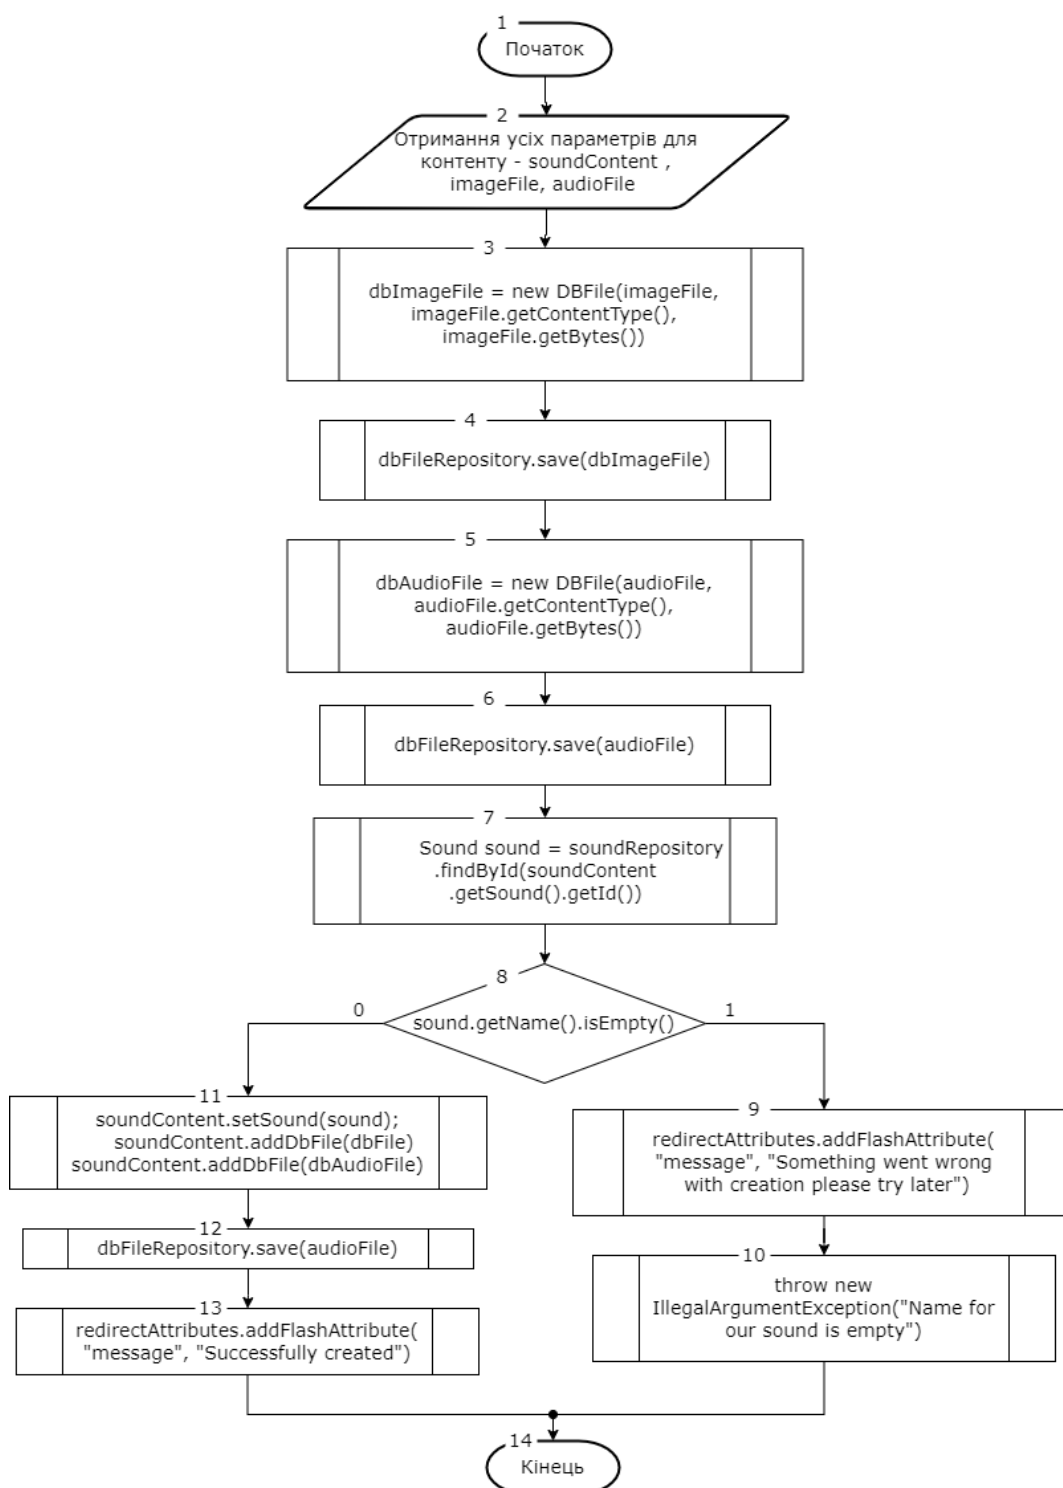 1
Початок
2
Отримання усіх параметрів для
контенту - soundContent ,
imageFile, audioFile
3
dbImageFile = new DBFile(imageFile,
imageFile.getContentType(),
imageFile.getBytes())
4
dbFileRepository.save(dbImageFile)
5
dbAudioFile = new DBFile(audioFile,
audioFile.getContentType(),
audioFile.getBytes())
6
dbFileRepository.save(audioFile)
7
Sound sound = soundRepository
.findById(soundContent
.getSound().getId())
8
sound.getName().isEmpty()
0
1
11
soundContent.setSound(sound);
soundContent.addDbFile(dbFile)
soundContent.addDbFile(dbAudioFile)
9
redirectAttributes.addFlashAttribute(
"message", "Something went wrong
with creation please try later")
12
dbFileRepository.save(audioFile)
10
throw new
IllegalArgumentException("Name for
our sound is empty")
13
redirectAttributes.addFlashAttribute(
"message", "Successfully created")
14
Кінець